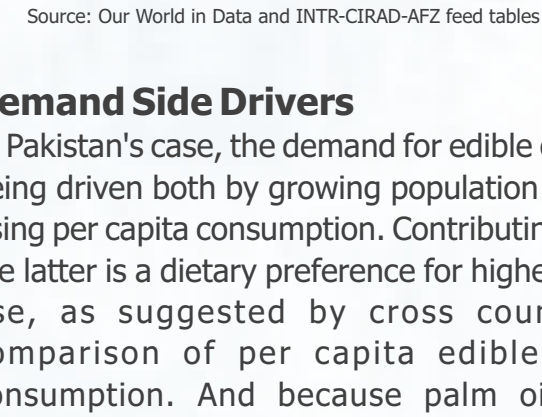 Source: Our World in Data and INTR-CIRAD-AFZ feed tables
emand Side Drivers
Pakistan's case, the demand for edible
eing driven both by growing population
sing per capita consumption. Contributin
e latter is a dietary preference for highe
se, as suggested by cross coun
omparison of per capita edible
onsumption. And because palm oi